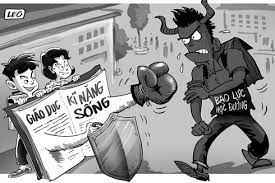 LEO
GIÁO DỤC KĨ NĂNG
SỐNG
BẠO LỰC
HỌC ĐƯỜNG